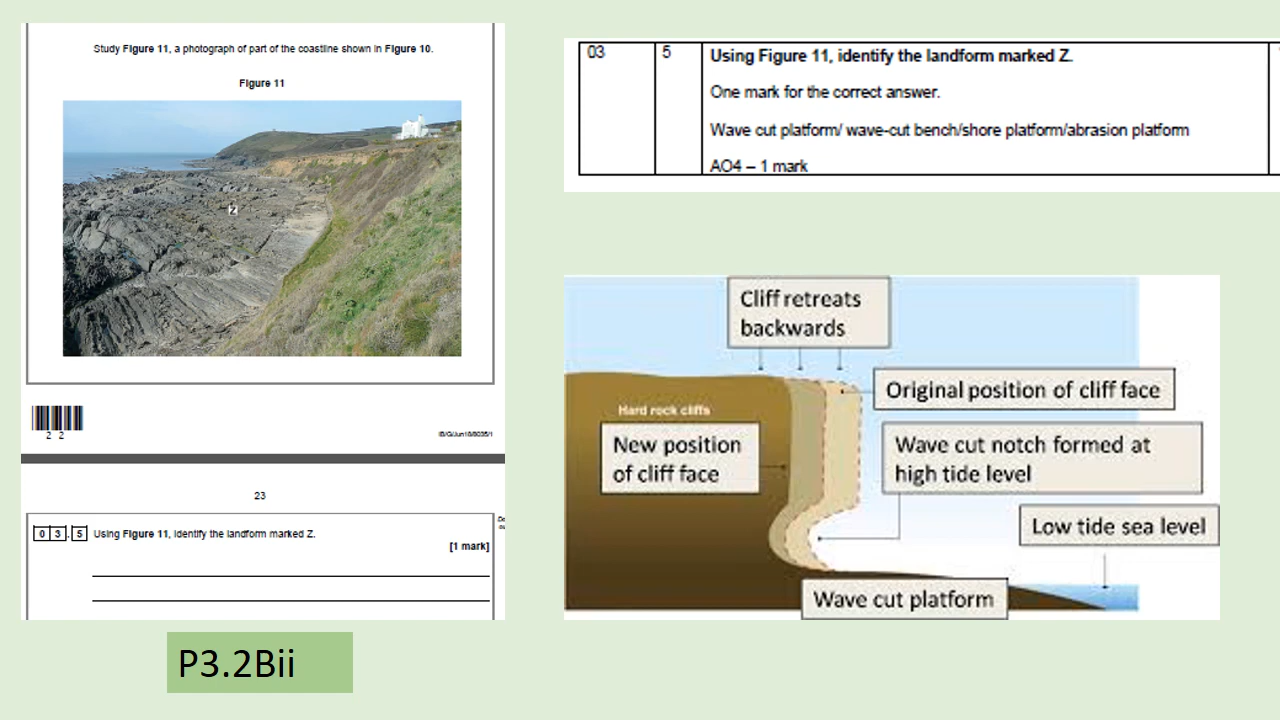 Study Figure 11, a photograph of part of the coastline shown in Figure 10.
Figure 11
Z
2 2
IB/G/Jun18/8035/1
23
0 3 . 5 Using Figure 11, identify the landform marked Z.
[1 mark]
P3.2Bii
03 5 Using Figure 11, identify the landform marked Z.
One mark for the correct answer.
Wave cut platform/ wave-cut bench/shore platform/abrasion platform
AO4 – 1 mark
Cliff retreats
backwards
Original position of cliff face
Hard rock cliffs
New position
of cliff face
Wave cut notch formed at
high tide level
Low tide sea level
Wave cut platform